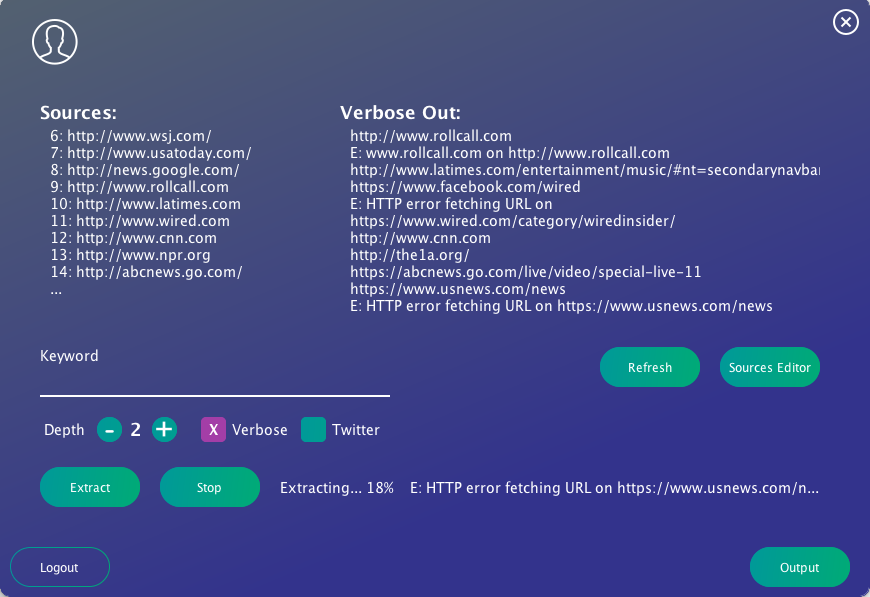 Sources:
6: http://www.wsj.com/
7: http://www.usatoday.com/
8: http://news.google.com/
9: http://www.rollcall.com
10: http://www.latimes.com
11: http://www.wired.com
12: http://www.cnn.com
13: http://www.npr.org
14: http://abcnews.go.com/
...
Verbose Out:
http://www.rollcall.com
E: www.rollcall.com on http://www.rollcall.com
http://www.latimes.com/entertainment/music/#nt=secondarynavbar
https://www.facebook.com/wired
E: HTTP error fetching URL on
https://www.wired.com/category/wiredinsider/
http://www.cnn.com
http://the1a.org/
https://abcnews.go.com/live/video/special-live-11
https://www.usnews.com/news
E: HTTP error fetching URL on https://www.usnews.com/news
Keyword
Refresh
Sources Editor
Depth - 2 + X Verbose Twitter
Extract
Stop
Extracting... 18%
E: HTTP error fetching URL on https://www.usnews.com/n...
Logout
Output